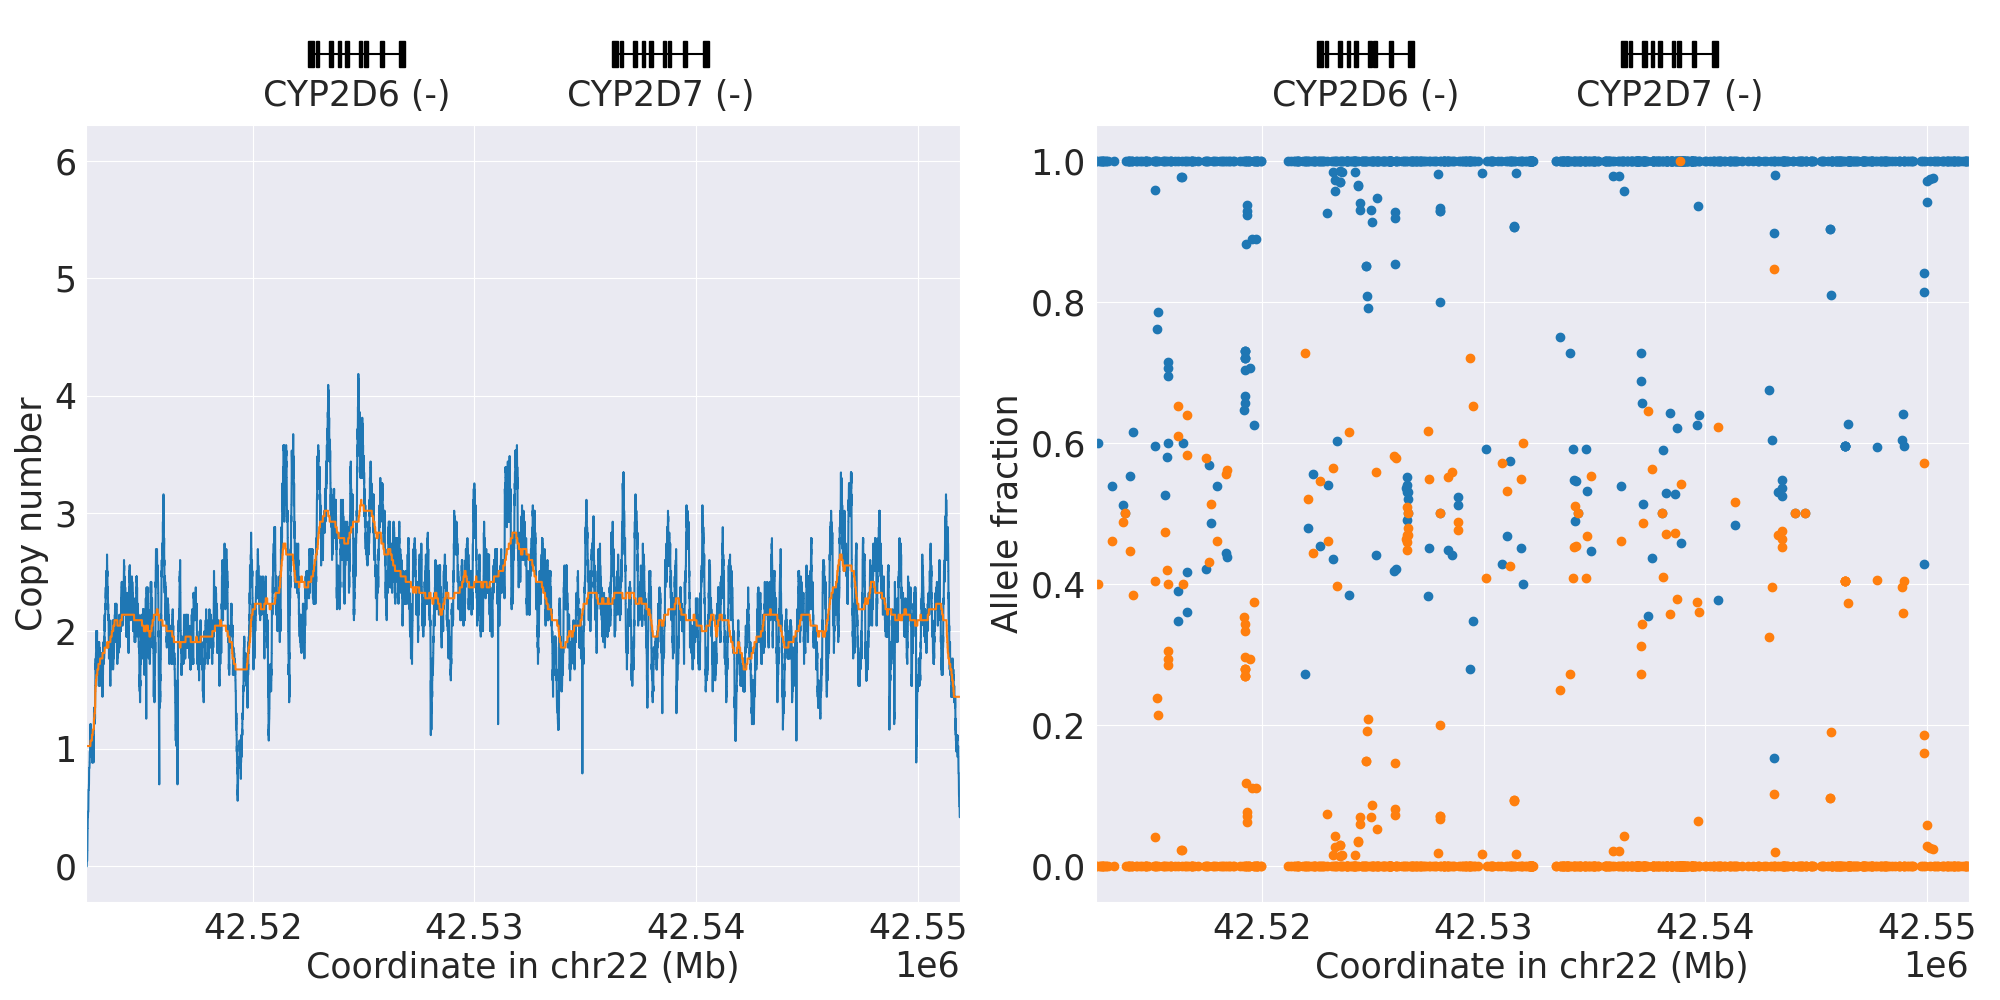 CYP2D6 (-) CYP2D7 (-)
6
5
4
3
2
1
0
Copy number
42.52 42.53 42.54 42.55
Coordinate in chr22 (Mb)
1e6
CYP2D6 (-) CYP2D7 (-)
1.0
0.8
0.6
0.4
0.2
0.0
Allele fraction
42.52 42.53 42.54 42.55
Coordinate in chr22 (Mb)
1e6